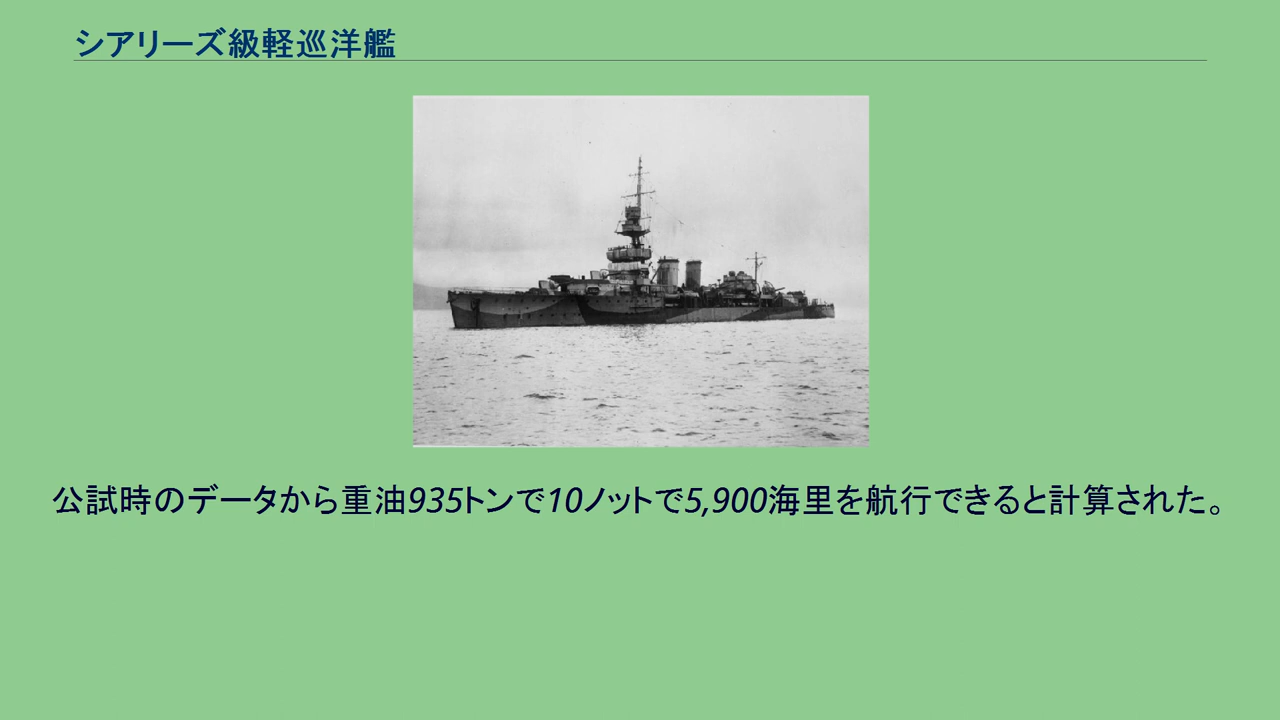 シアリーズ級軽巡洋艦
公試時のデータから重油935トンで10ノットで5,900海里を航行できると計算された。